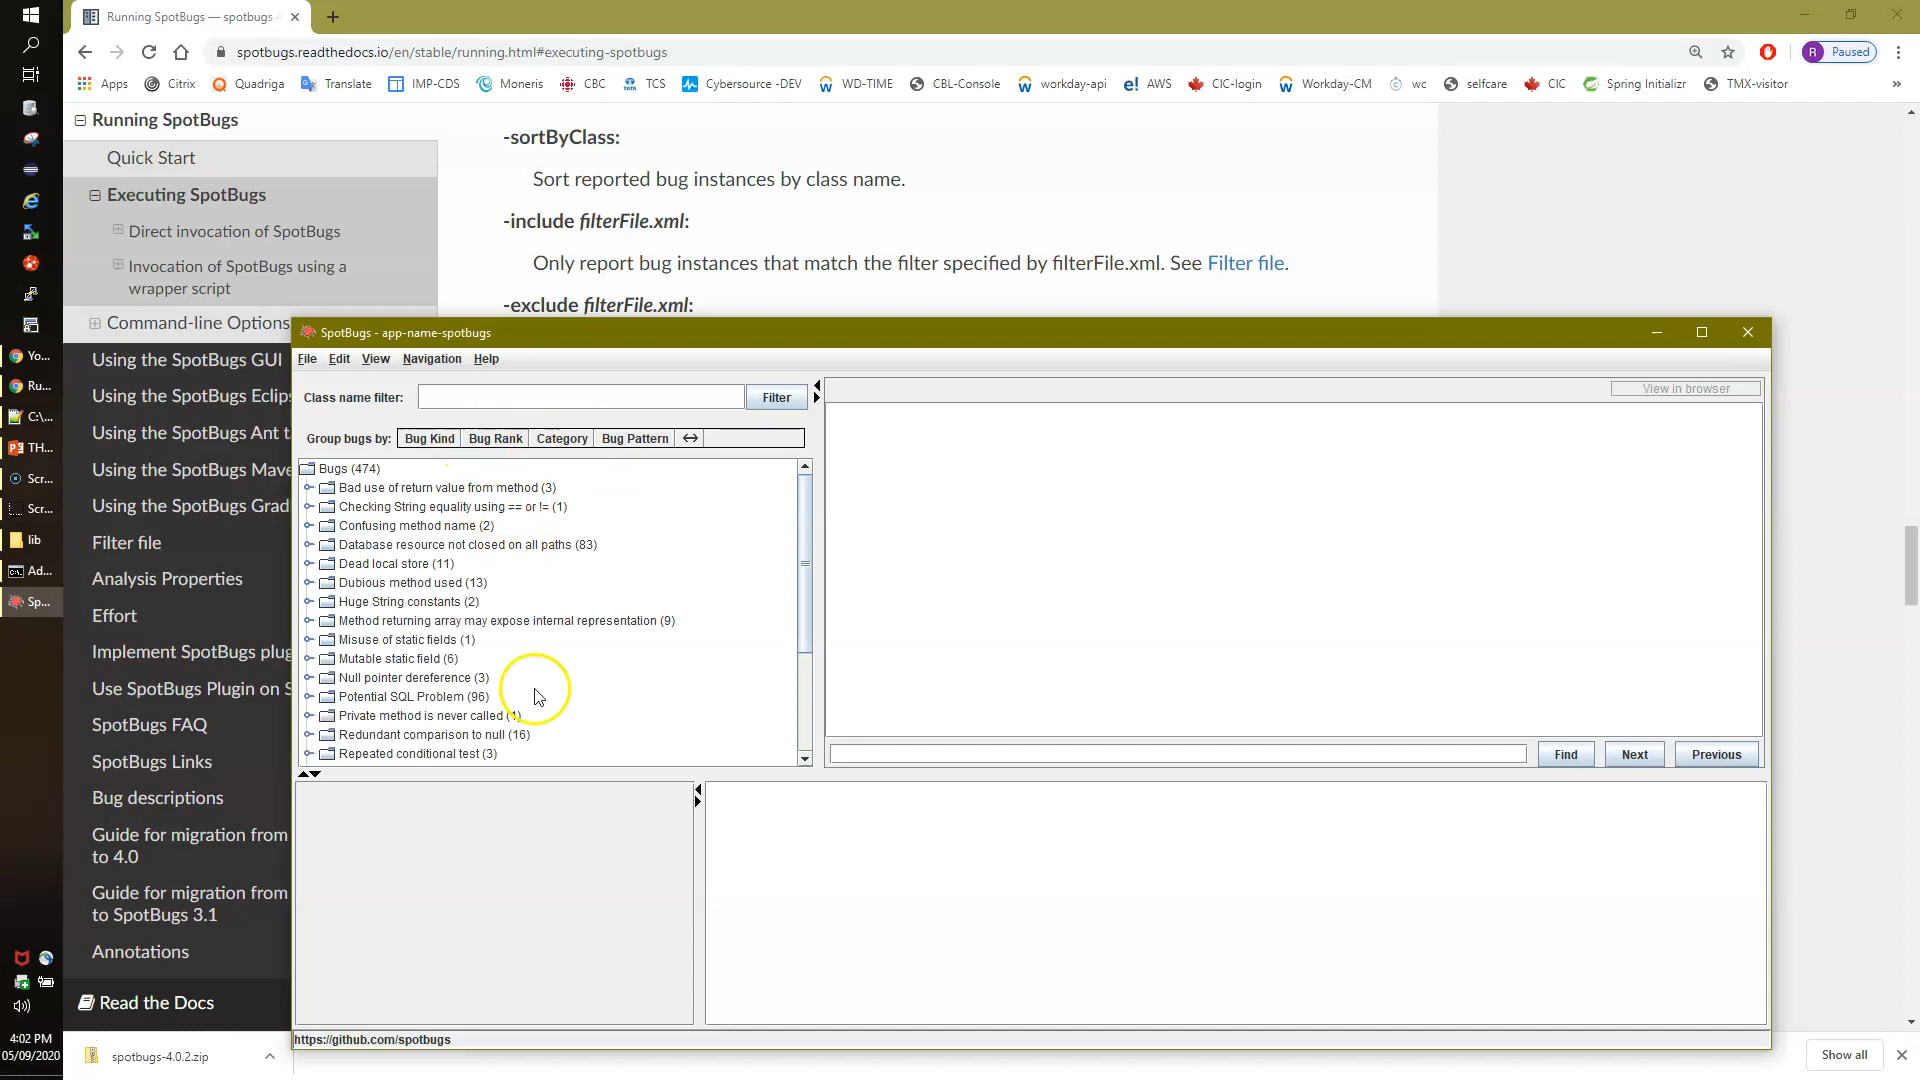 Running SpotBugs — spotbugs
spotbugs.readthedocs.io/en/stable/running.html#executing-spotbugs
R Paused
Apps Citrix Quadriga Translate IMP-CDS Moneris CBC TCS Cybersource -DEV WD-TIME CBL-Console workday-api AWS CIC-login Workday-CM wc selfcare CIC Spring Initializr TMX-visitor
Running SpotBugs
Quick Start
Executing SpotBugs
Direct invocation of SpotBugs
Invocation of SpotBugs using a
wrapper script
Command-line Options
Using the SpotBugs GUI
Using the SpotBugs Eclips
Using the SpotBugs Ant t
Using the SpotBugs Mave
Using the SpotBugs Grad
Filter file
Analysis Properties
Effort
Implement SpotBugs plug
Use SpotBugs Plugin on S
SpotBugs FAQ
SpotBugs Links
Bug descriptions
Guide for migration from
to 4.0
Guide for migration from
to SpotBugs 3.1
Annotations
Read the Docs
-sortByClass:
Sort reported bug instances by class name.
-include filterFile.xml:
Only report bug instances that match the filter specified by filterFile.xml. See Filter file.
-exclude filterFile.xml:
SpotBugs - app-name-spotbugs
File Edit View Navigation Help
Class name filter: Filter
Group bugs by: Bug Kind Bug Rank Category Bug Pattern
Bugs (474)
Bad use of return value from method (3)
Checking String equality using == or != (1)
Confusing method name (2)
Database resource not closed on all paths (83)
Dead local store (11)
Dubious method used (13)
Huge String constants (2)
Method returning array may expose internal representation (9)
Misuse of static fields (1)
Mutable static field (6)
Null pointer dereference (3)
Potential SQL Problem (96)
Private method is never called (1)
Redundant comparison to null (16)
Repeated conditional test (3)
View in browser
Find Next Previous
https://github.com/spotbugs
Yo...
Ru...
C:\...
TH...
Scr...
Scr...
lib
Ad...
Sp...
4:02 PM
05/09/2020
spotbugs-4.0.2.zip
Show all